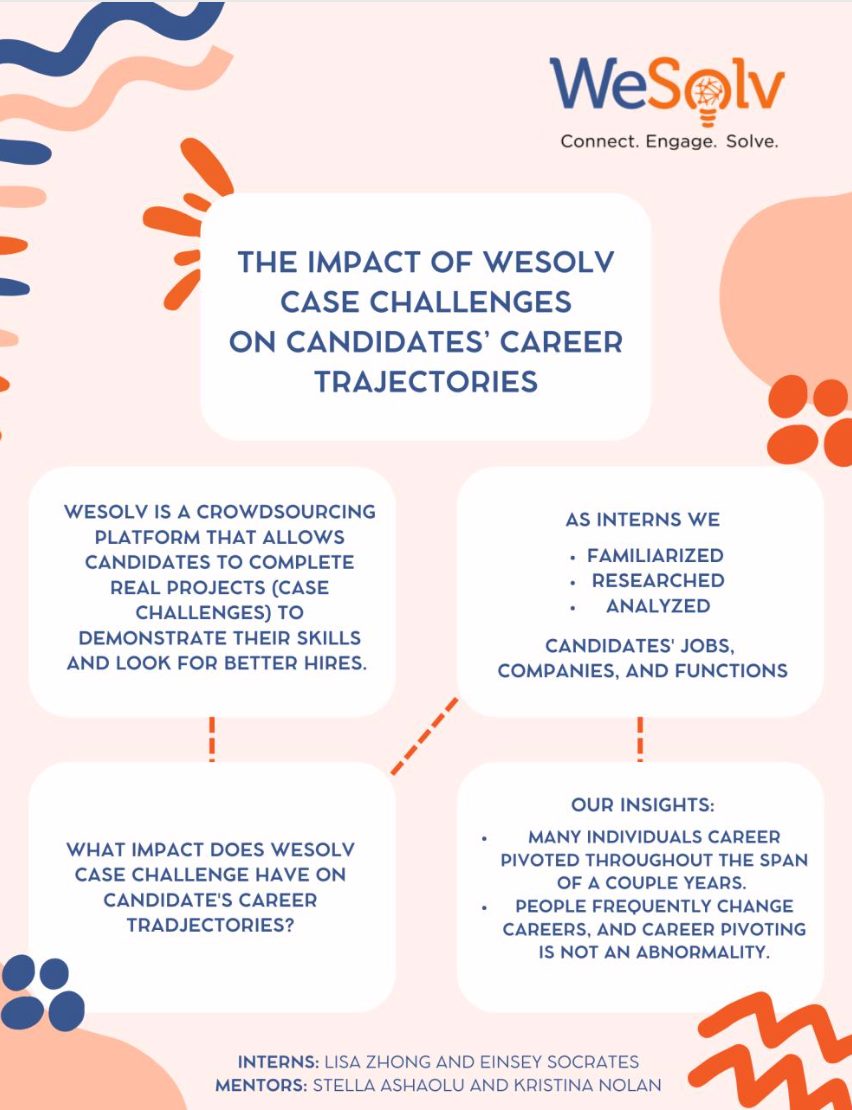 WeSolv
Connect. Engage. Solve.
THE IMPACT OF WESOLV
CASE CHALLENGES
ON CANDIDATES' CAREER
TRAJECTORIES
WESOLV IS A CROWDSOURCING
PLATFORM THAT ALLOWS
CANDIDATES TO COMPLETE
REAL PROJECTS (CASE
CHALLENGES) TO
DEMONSTRATE THEIR SKILLS
AND LOOK FOR BETTER HIRES.
AS INTERNS WE
• FAMILIARIZED
• RESEARCHED
• ANALYZED
CANDIDATES' JOBS,
COMPANIES, AND FUNCTIONS
WHAT IMPACT DOES WESOLV
CASE CHALLENGE HAVE ON
CANDIDATE'S CAREER
TRADJECTORIES?
OUR INSIGHTS:
• MANY INDIVIDUALS CAREER
PIVOTED THROUGHOUT THE SPAN
OF A COUPLE YEARS.
• PEOPLE FREQUENTLY CHANGE
CAREERS, AND CAREER PIVOTING
IS NOT AN ABNORMALITY.
INTERNS: LISA ZHONG AND EINSEY SOCRATES
MENTORS: STELLA ASHAOLU AND KRISTINA NOLAN